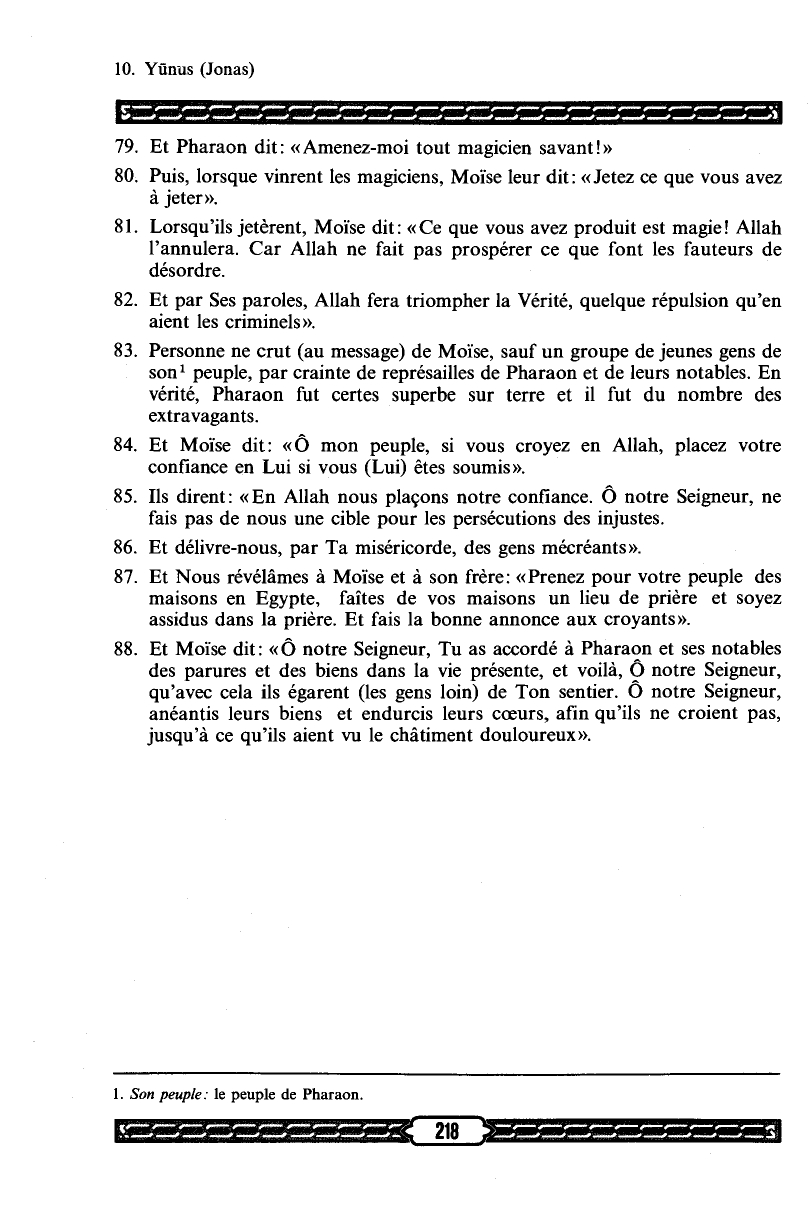 10. Yūnus (Jonas)
79. Et Pharaon dit: «Amenez-moi tout magicien savant!»
80. Puis, lorsque vinrent les magiciens, Moïse leur dit: «Jetez ce que vous avez
à jeter».
81. Lorsqu'ils jetèrent, Moïse dit: «Ce que vous avez produit est magie! Allah
l'annulera. Car Allah ne fait pas prospérer ce que font les fauteurs de
désordre.
82. Et par Ses paroles, Allah fera triompher la Vérité, quelque répulsion qu'en
aient les criminels».
83. Personne ne crut (au message) de Moïse, sauf un groupe de jeunes gens de
son¹ peuple, par crainte de représailles de Pharaon et de leurs notables. En
vérité, Pharaon fut certes superbe sur terre et il fut du nombre des
extravagants.
84. Et Moïse dit: «Ô mon peuple, si vous croyez en Allah, placez votre
confiance en Lui si vous (Lui) êtes soumis».
85. Ils dirent: «En Allah nous plaçons notre confiance. Ô notre Seigneur, ne
fais pas de nous une cible pour les persécutions des injustes.
86. Et délivre-nous, par Ta miséricorde, des gens mécréants».
87. Et Nous révélâmes à Moïse et à son frère: «Prenez pour votre peuple des
maisons en Egypte, faîtes de vos maisons un lieu de prière et soyez
assidus dans la prière. Et fais la bonne annonce aux croyants».
88. Et Moïse dit: «Ô notre Seigneur, Tu as accordé à Pharaon et ses notables
des parures et des biens dans la vie présente, et voilà, Ô notre Seigneur,
qu'avec cela ils égarent (les gens loin) de Ton sentier. Ô notre Seigneur,
anéantis leurs biens et endurcis leurs cœurs, afin qu'ils ne croient pas,
jusqu'à ce qu'ils aient vu le châtiment douloureux».
1. Son peuple: le peuple de Pharaon.
218